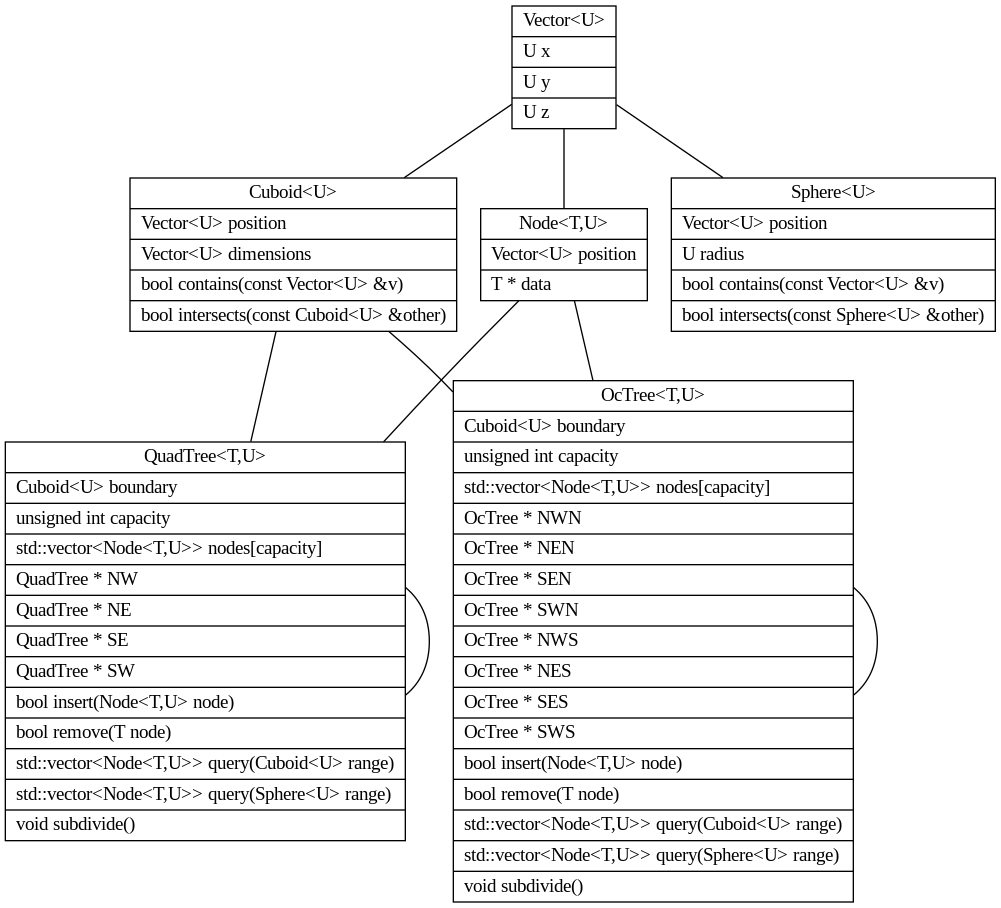 Vector<U>
U x
U y
U z
Cuboid<U>
Vector<U> position
Vector<U> dimensions
bool contains(const Vector<U> &v)
bool intersects(const Cuboid<U> &other)
Node<T,U>
Vector<U> position
T * data
Sphere<U>
Vector<U> position
U radius
bool contains(const Vector<U> &v)
bool intersects(const Sphere<U> &other)
QuadTree<T,U>
Cuboid<U> boundary
unsigned int capacity
std::vector<Node<T,U>> nodes[capacity]
QuadTree * NW
QuadTree * NE
QuadTree * SE
QuadTree * SW
bool insert(Node<T,U> node)
bool remove(T node)
std::vector<Node<T,U>> query(Cuboid<U> range)
std::vector<Node<T,U>> query(Sphere<U> range)
void subdivide()
OcTree<T,U>
Cuboid<U> boundary
unsigned int capacity
std::vector<Node<T,U>> nodes[capacity]
OcTree * NWN
OcTree * NEN
OcTree * SEN
OcTree * SWN
OcTree * NWS
OcTree * NES
OcTree * SES
OcTree * SWS
bool insert(Node<T,U> node)
bool remove(T node)
std::vector<Node<T,U>> query(Cuboid<U> range)
std::vector<Node<T,U>> query(Sphere<U> range)
void subdivide()